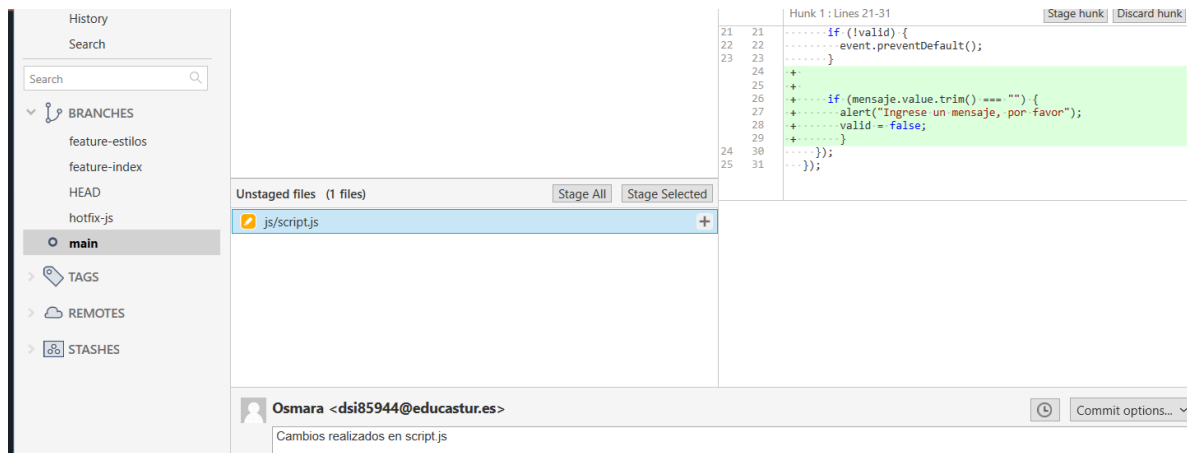 History
Search
Search
BRANCHES
feature-estilos
feature-index
HEAD
hotfix-js
main
TAGS
REMOTES
STASHES
Unstaged files (1 files)
Stage All
Stage Selected
js/script.js
Hunk 1 : Lines 21-31
Stage hunk
Discard hunk
21 21 if (!valid) {
22 22 event.preventDefault();
23 23 }
24 +
25 +
26 + if (mensaje.value.trim() === "") {
27 + alert("Ingrese un mensaje, por favor");
28 + valid = false;
29 + }
24 30 });
25 31 });
Osmara <dsi85944@educastur.es>
Commit options...
Cambios realizados en script.js